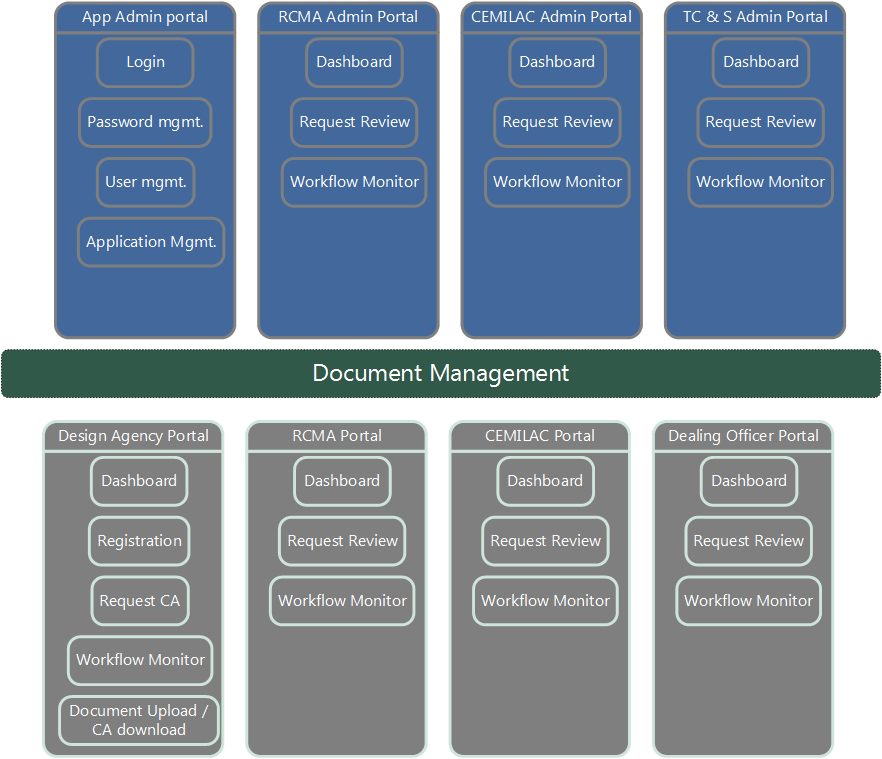 App Admin portal
Login
Password mgmt.
User mgmt.
Application Mgmt.
RCMA Admin Portal
Dashboard
Request Review
Workflow Monitor
CEMILAC Admin Portal
Dashboard
Request Review
Workflow Monitor
TC & S Admin Portal
Dashboard
Request Review
Workflow Monitor
Document Management
Design Agency Portal
Dashboard
Registration
Request CA
Workflow Monitor
Document Upload /
CA download
RCMA Portal
Dashboard
Request Review
Workflow Monitor
CEMILAC Portal
Dashboard
Request Review
Workflow Monitor
Dealing Officer Portal
Dashboard
Request Review
Workflow Monitor